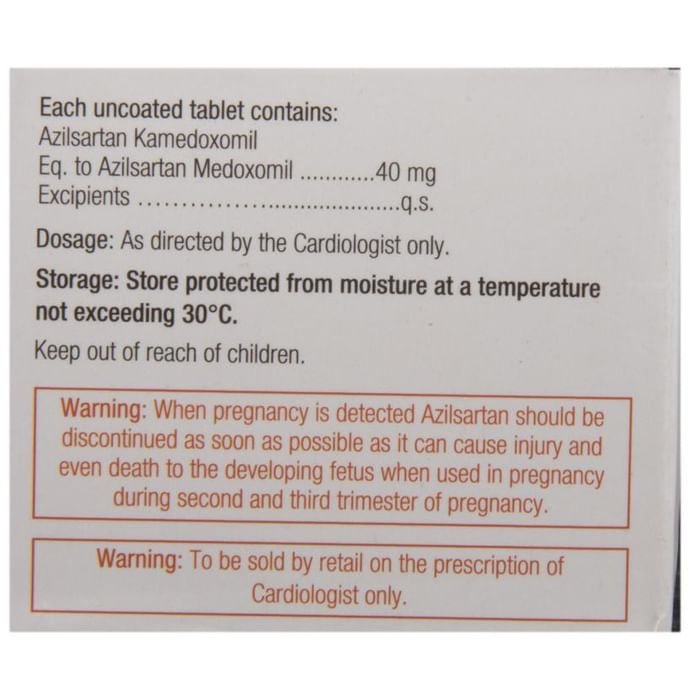 Each uncoated tablet contains:
Azilsartan Kamedoxomil
Eq. to Azilsartan Medoxomil ............40 mg
Excipients ......................................q.s.
Dosage: As directed by the Cardiologist only.
Storage: Store protected from moisture at a temperature
not exceeding 30°C.
Keep out of reach of children.
Warning: When pregnancy is detected Azilsartan should be
discontinued as soon as possible as it can cause injury and
even death to the developing fetus when used in pregnancy
during second and third trimester of pregnancy.
Warning: To be sold by retail on the prescription of
Cardiologist only.